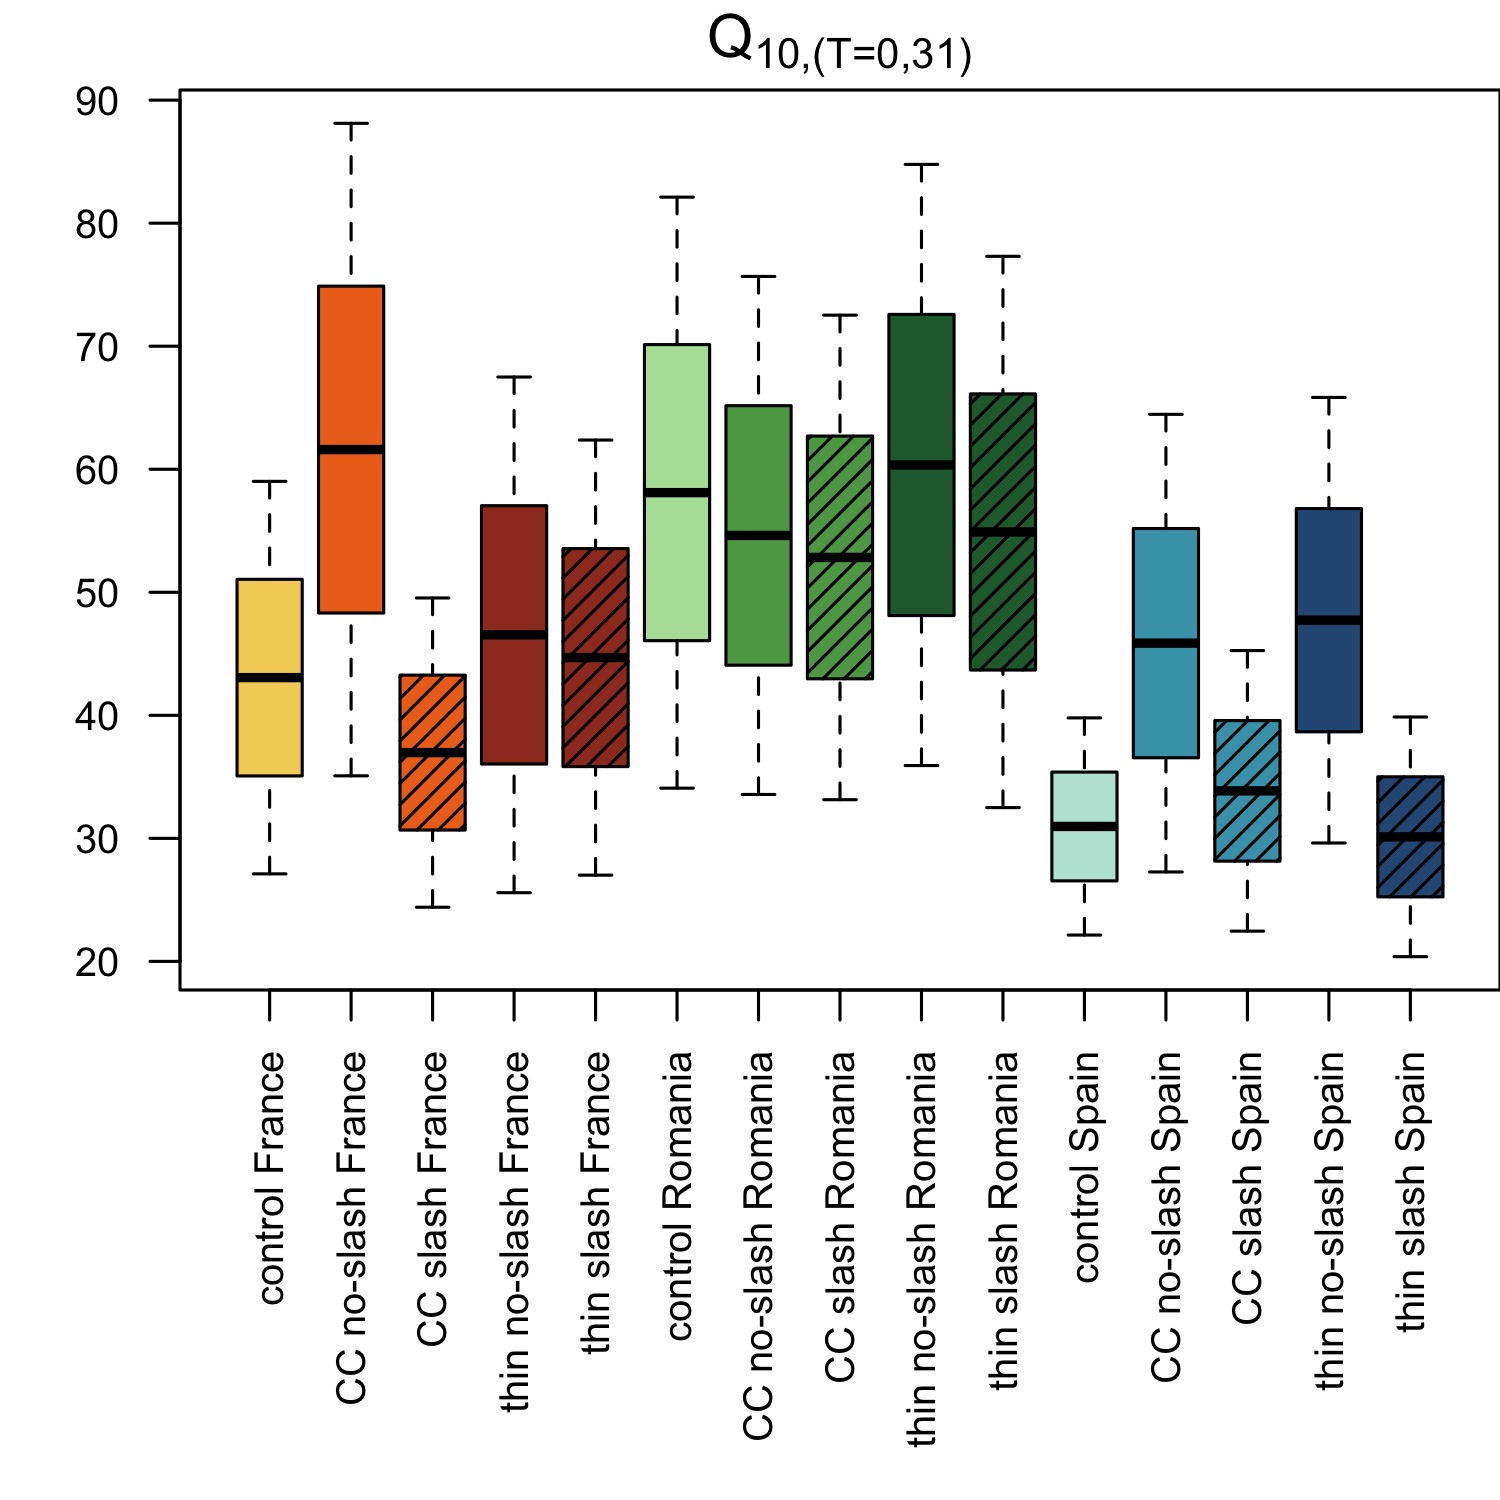 Q10,(T=0,31)
90
80
70
60
50
40
30
20
control France
CC no-slash France
CC slash France
thin no-slash France
thin slash France
control Romania
CC no-slash Romania
CC slash Romania
thin no-slash Romania
thin slash Romania
control Spain
CC no-slash Spain
CC slash Spain
thin no-slash Spain
thin slash Spain